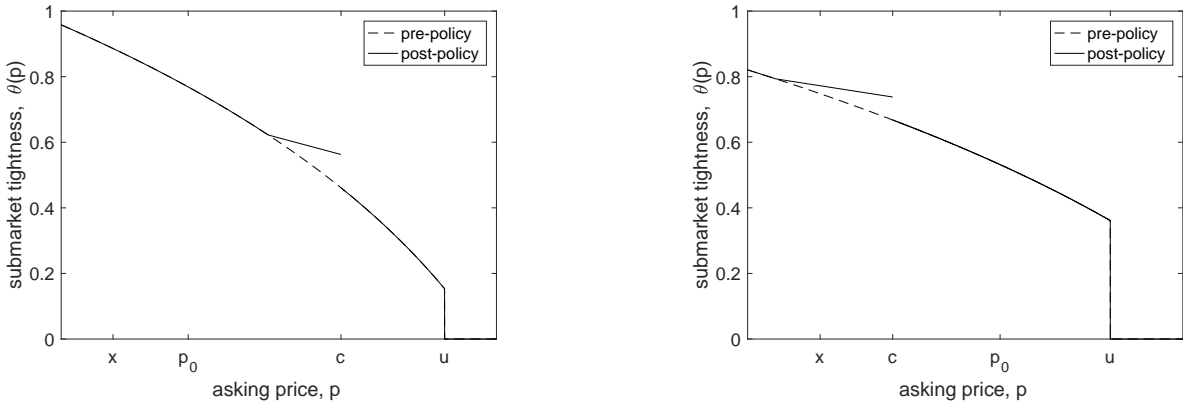 1
0.8
0.6
0.4
0.2
0
submarket tightness, θ(p)
pre-policy
post-policy
x
p₀
c
u
asking price, p
1
0.8
0.6
0.4
0.2
0
submarket tightness, θ(p)
pre-policy
post-policy
x
c
p₀
u
asking price, p